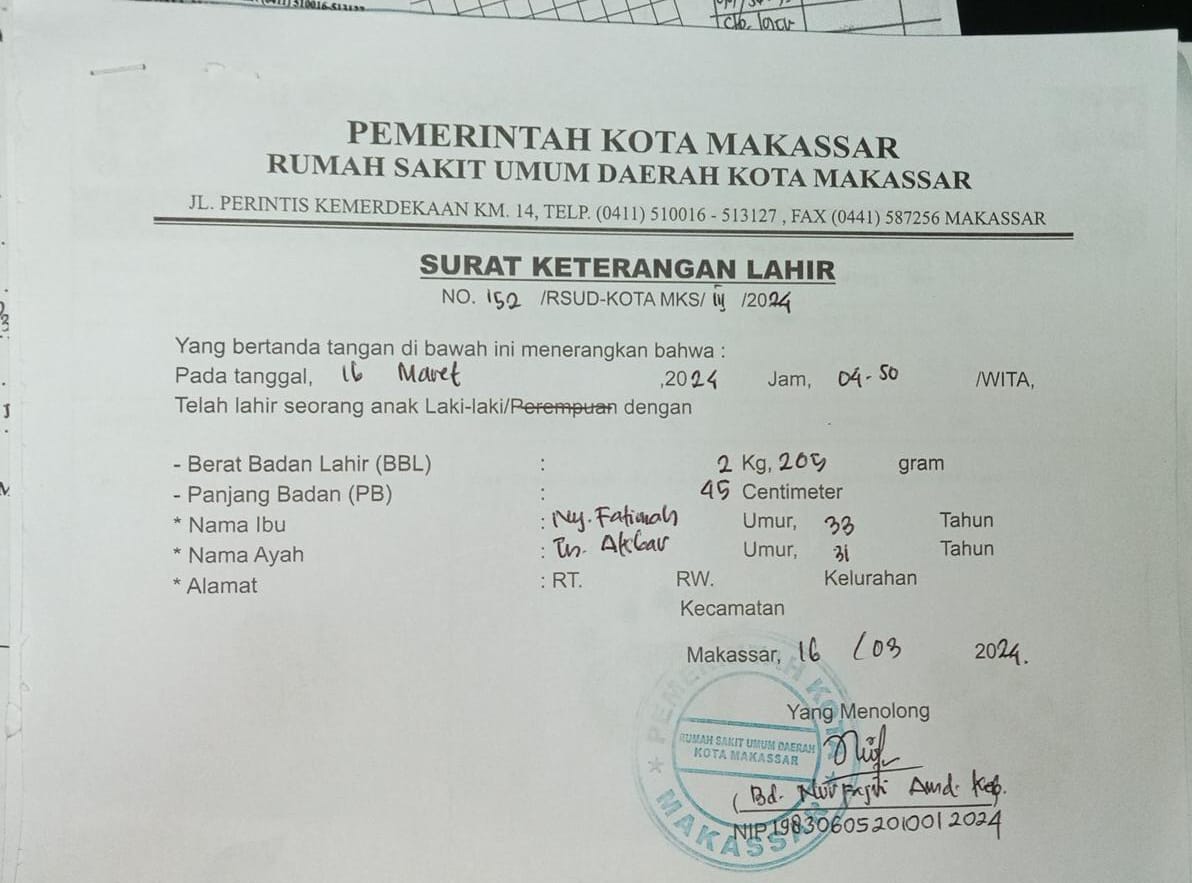 (0411) 510016-513127
Tcb. lacv
PEMERINTAH KOTA MAKASSAR
RUMAH SAKIT UMUM DAERAH KOTA MAKASSAR
JL. PERINTIS KEMERDEKAAN KM. 14, TELP. (0411) 510016 - 513127 , FAX (0441) 587256 MAKASSAR
SURAT KETERANGAN LAHIR
NO. 152 /RSUD-KOTA MKS/ III /2024
Yang bertanda tangan di bawah ini menerangkan bahwa :
Pada tanggal, 16 Maret ,2024 Jam, 04-50 /WITA,
Telah lahir seorang anak Laki-laki/Perempuan dengan
- Berat Badan Lahir (BBL) : 2 Kg, 205 gram
- Panjang Badan (PB) : 45 Centimeter
* Nama Ibu : Ny. Fatimah Umur, 33 Tahun
* Nama Ayah : Tn. Akbar Umur, 31 Tahun
* Alamat : RT. RW. Kelurahan
Kecamatan
Makassar, 16 / 03 2024.
Yang Menolong
PEMERINTAH KOTA
RUMAH SAKIT UMUM DAERAH
KOTA MAKASSAR
MAKASSAR
( Bd. Nur Fajri Amd. Keb.
NIP 198306052010012024